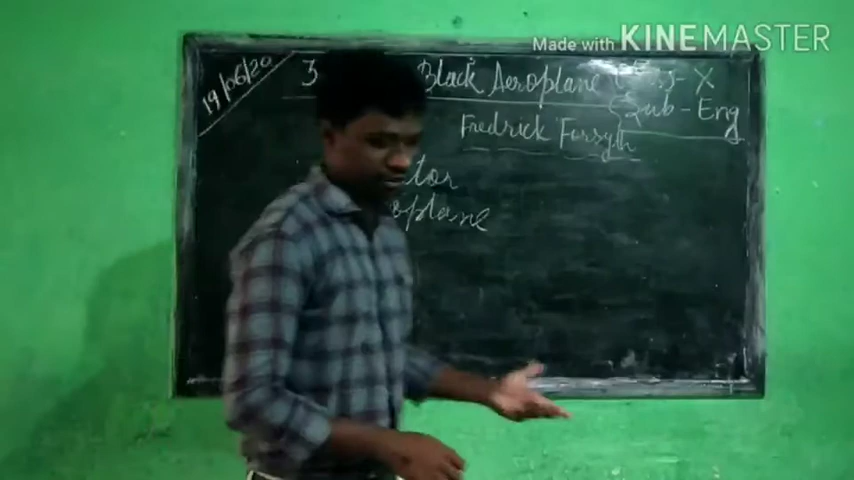 Made with KINEMASTER
19/06/20
3 Black Aeroplane
X
Sub - Eng
Fredrick Forsyth
tor
oplane